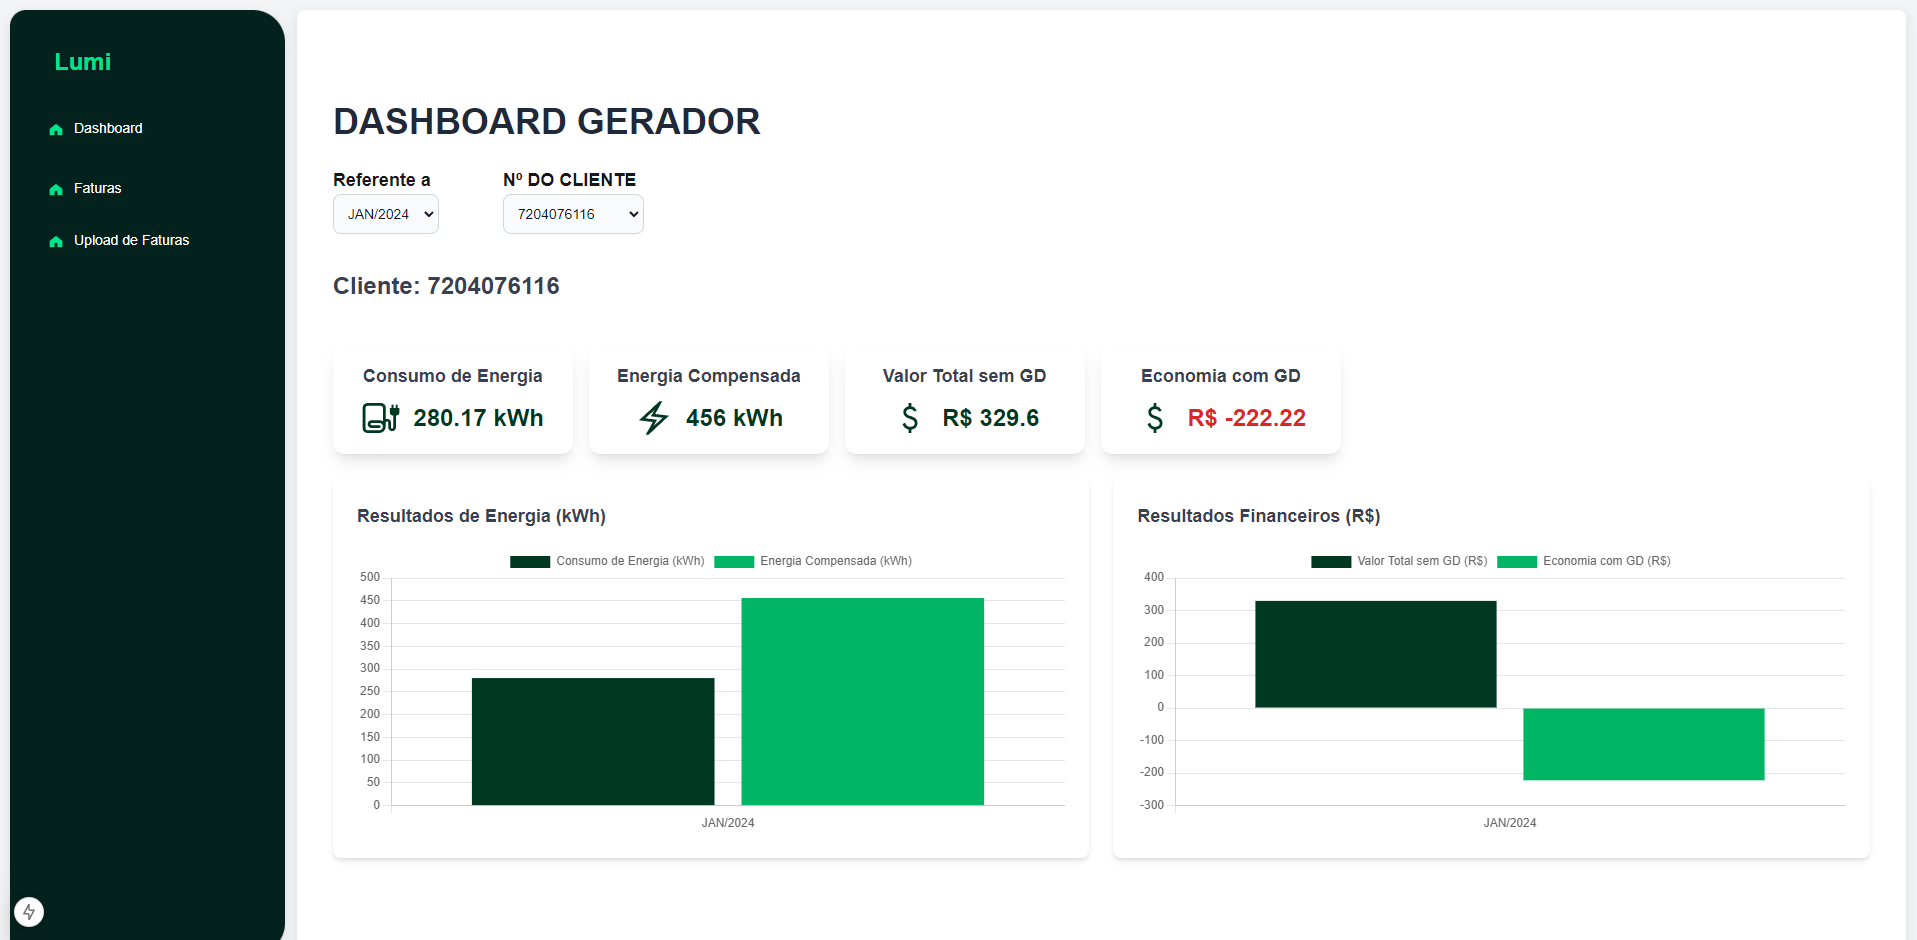 Lumi
Dashboard
Faturas
Upload de Faturas
DASHBOARD GERADOR
Referente a
JAN/2024
Nº DO CLIENTE
7204076116
Cliente: 7204076116
Consumo de Energia
280.17 kWh
Energia Compensada
456 kWh
Valor Total sem GD
R$ 329.6
Economia com GD
R$ -222.22
Resultados de Energia (kWh)
Consumo de Energia (kWh)
Energia Compensada (kWh)
500
450
400
350
300
250
200
150
100
50
0
JAN/2024
Resultados Financeiros (R$)
Valor Total sem GD (R$)
Economia com GD (R$)
400
300
200
100
0
-100
-200
-300
JAN/2024